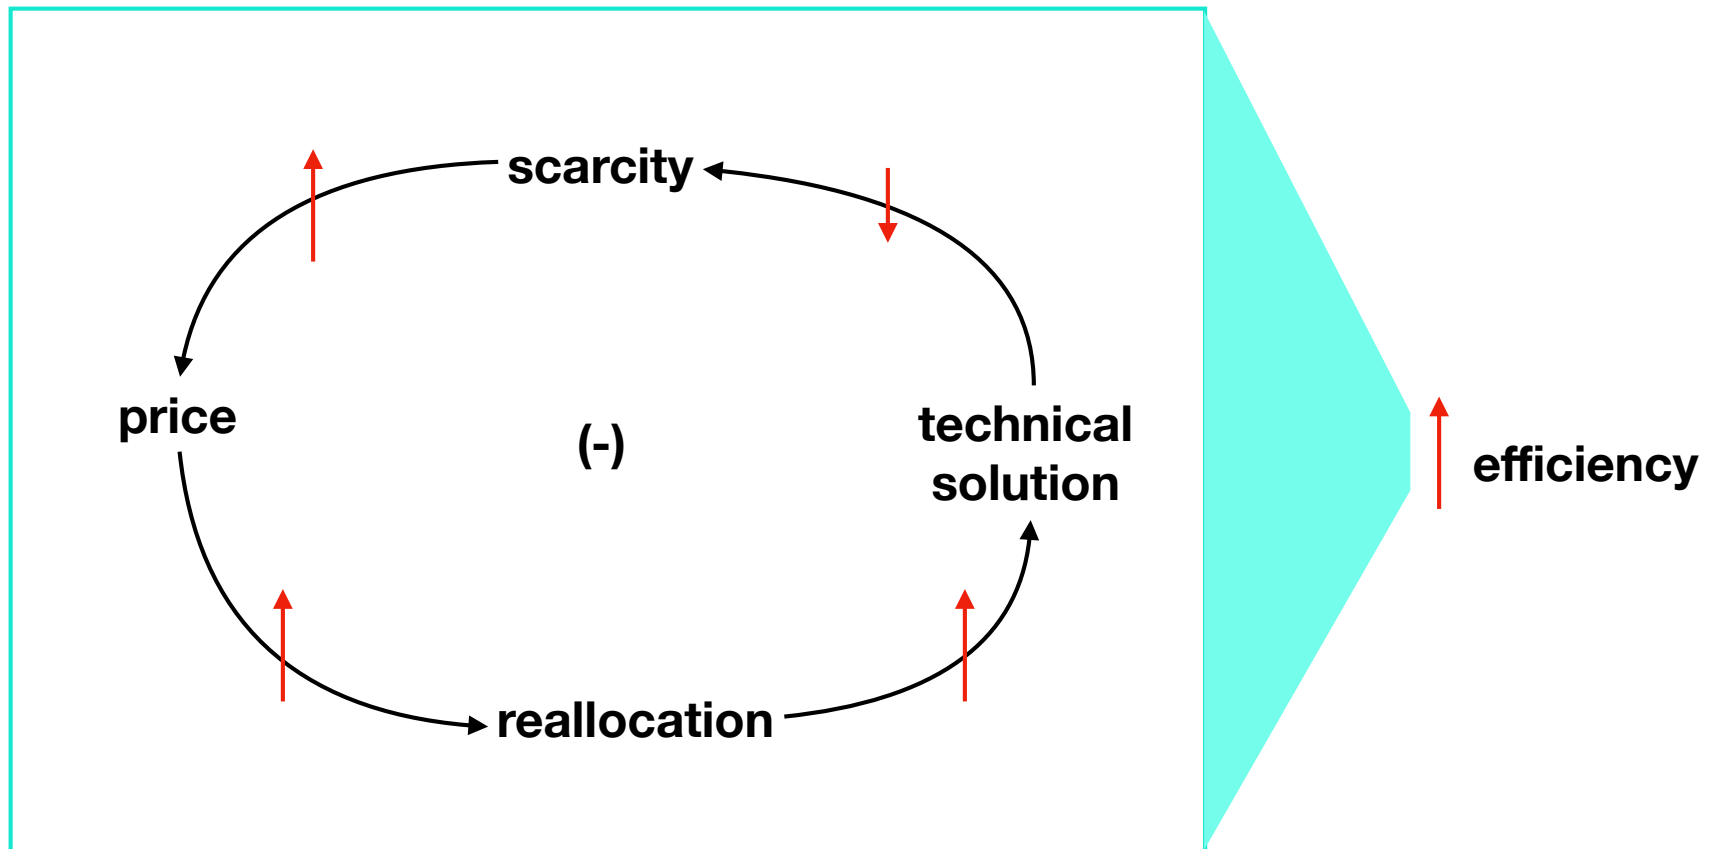 scarcity
price
(-)
technical
solution
efficiency
reallocation